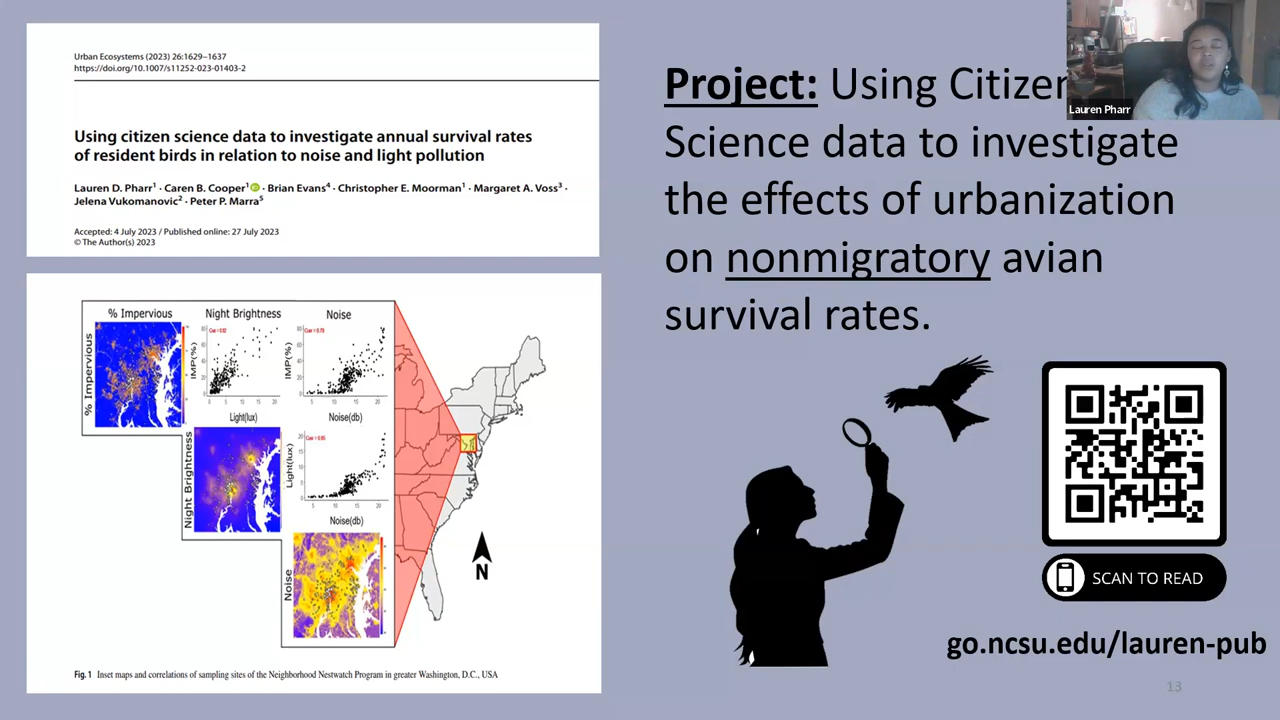 Urban Ecosystems (2023) 26:1629–1637
https://doi.org/10.1007/s11252-023-01403-2
Using citizen science data to investigate annual survival rates
of resident birds in relation to noise and light pollution
Lauren D. Pharr1 · Caren B. Cooper1 · Brian Evans4 · Christopher E. Moorman1 · Margaret A. Voss3 ·
Jelena Vukomanovic2 · Peter P. Marra5
Accepted: 4 July 2023 / Published online: 27 July 2023
© The Author(s) 2023
% Impervious
Night Brightness
Noise
% Impervious
IMP(%)
IMP(%)
Light(lux)
Noise(db)
Night Brightness
Light(lux)
Noise(db)
Noise
N
Fig. 1 Inset maps and correlations of sampling sites of the Neighborhood Nestwatch Program in greater Washington, D.C., USA
Project: Using Citizen
Science data to investigate
the effects of urbanization
on nonmigratory avian
survival rates.
Lauren Pharr
SCAN TO READ
go.ncsu.edu/lauren-pub
13